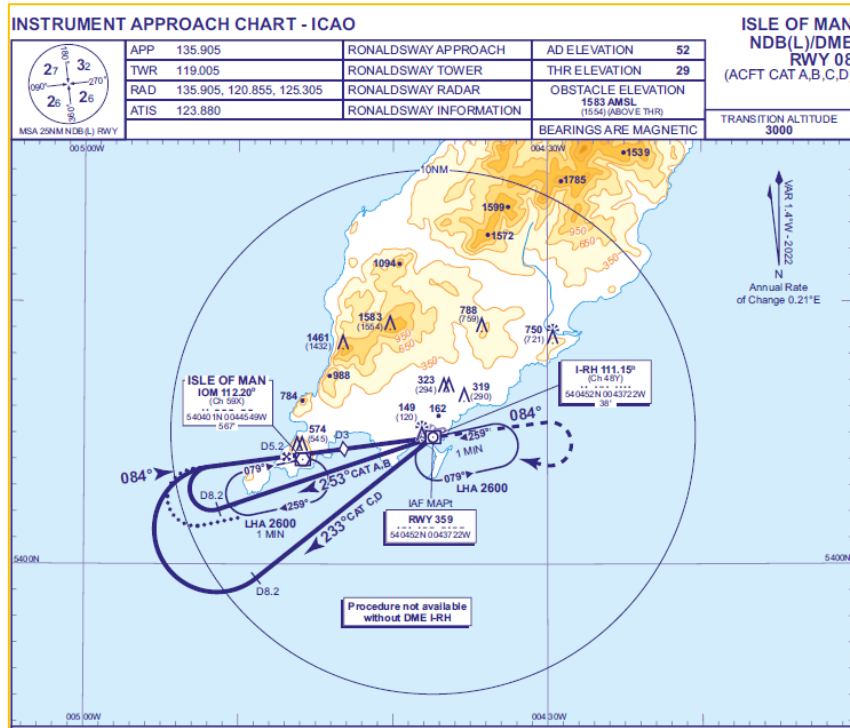 INSTRUMENT APPROACH CHART - ICAO
ISLE OF MAN
NDB(L)/DME
RWY 08
(ACFT CAT A,B,C,D
180°
27 32
090° 270°
26 26
360°
MSA 25NM NDB(L) RWY
APP 135.905 RONALDSWAY APPROACH
TWR 119.005 RONALDSWAY TOWER
RAD 135.905, 120.855, 125.305 RONALDSWAY RADAR
ATIS 123.880 RONALDSWAY INFORMATION
AD ELEVATION 52
THR ELEVATION 29
OBSTACLE ELEVATION
1583 AMSL
(1554) (ABOVE THR)
BEARINGS ARE MAGNETIC
TRANSITION ALTITUDE
3000
005 00W
004 30W
10NM
1539
1785
1599
1572
950
650
350
VAR 1.4°W - 2022
N
Annual Rate
of Change 0.21°E
1094
1583
(1554)
950
650
788
(759)
750
(721)
1461
(1432)
350
988
784
ISLE OF MAN
IOM 112.20D
(Ch 59X)
540401N 0044549W
567'
323
(294)
319
(290)
I-RH 111.15D
(Ch 48Y)
540452N 0043722W
38'
149
(120)
162
574
(545)
D5.2
D3
084°
259°
1 MIN
079°
LHA 2600
084°
079°
253° CAT A,B
259°
D8.2
LHA 2600
1 MIN
233° CAT C,D
IAF MAPt
RWY 359
540452N 0043722W
5400N
5400N
D8.2
Procedure not available
without DME I-RH
005 00W
004 30W